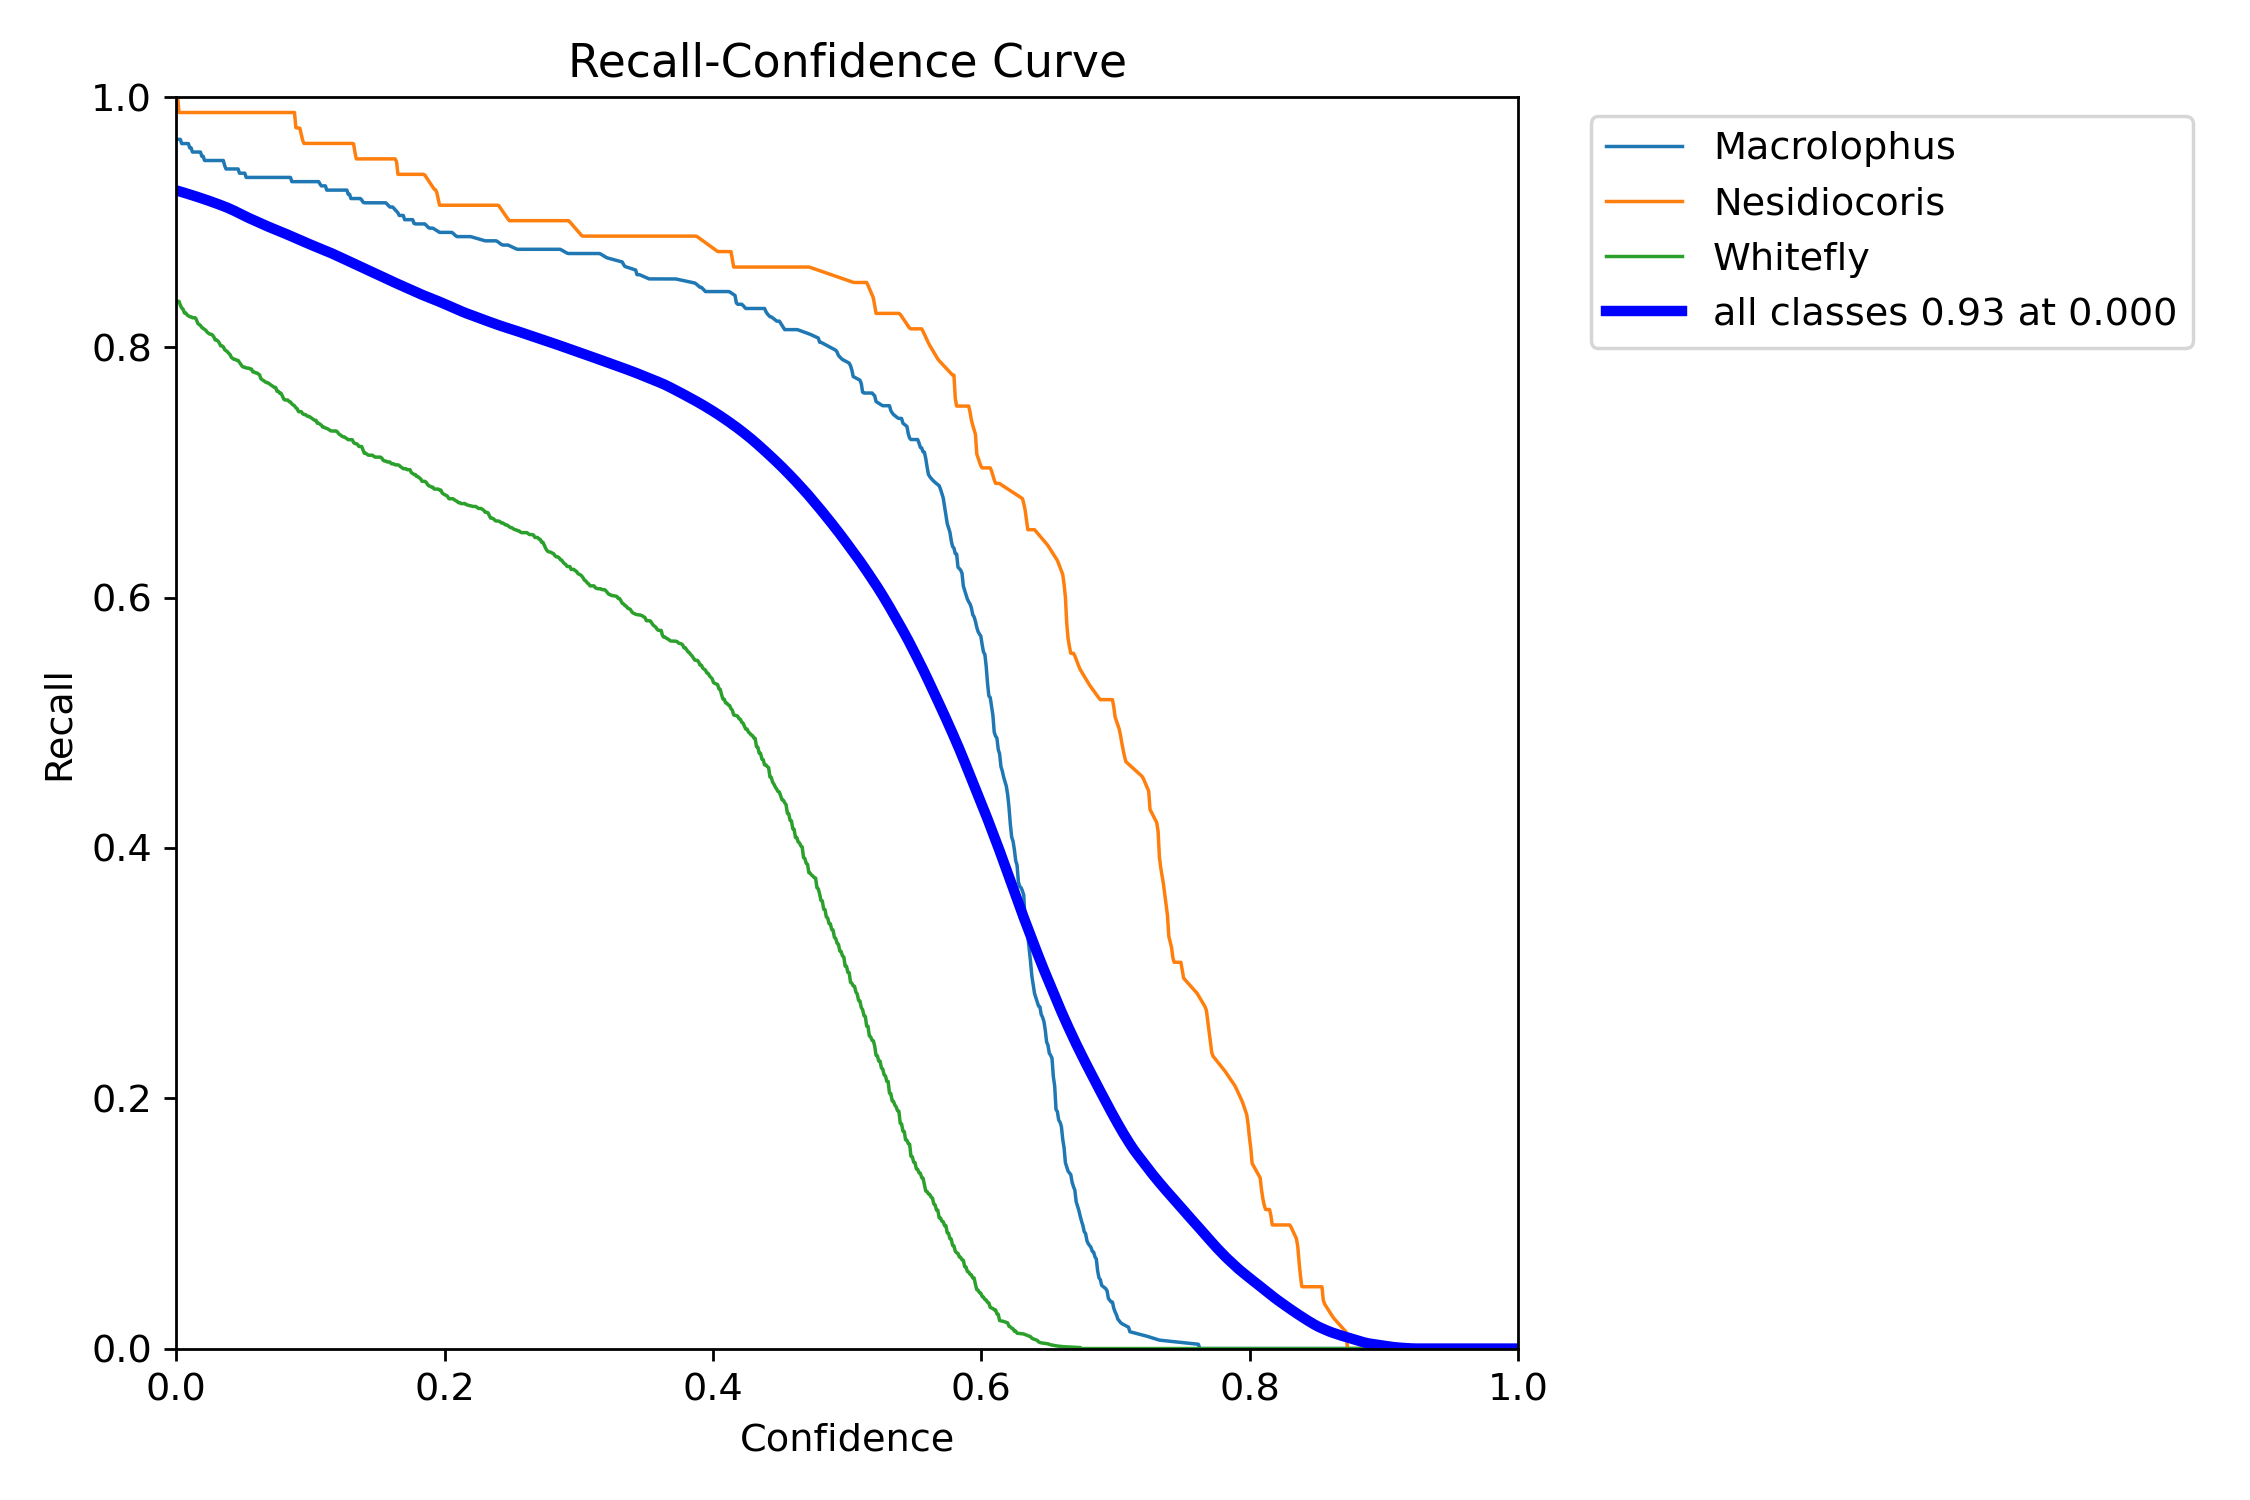 Recall-Confidence Curve
1.0
0.8
0.6
0.4
0.2
0.0
Recall
0.0 0.2 0.4 0.6 0.8 1.0
Confidence
Macrolophus
Nesidiocoris
Whitefly
all classes 0.93 at 0.000